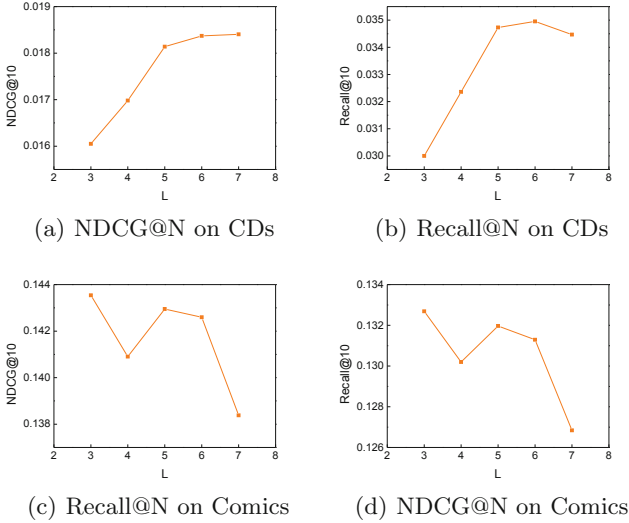 0.019
0.018
0.017
0.016
NDCG@10
2 3 4 5 6 7 8
L
(a) NDCG@N on CDs
0.035
0.034
0.033
0.032
0.031
0.030
Recall@10
2 3 4 5 6 7 8
L
(b) Recall@N on CDs
0.144
0.142
0.140
0.138
NDCG@10
2 3 4 5 6 7 8
L
(c) Recall@N on Comics
0.134
0.132
0.130
0.128
0.126
Recall@10
2 3 4 5 6 7 8
L
(d) NDCG@N on Comics